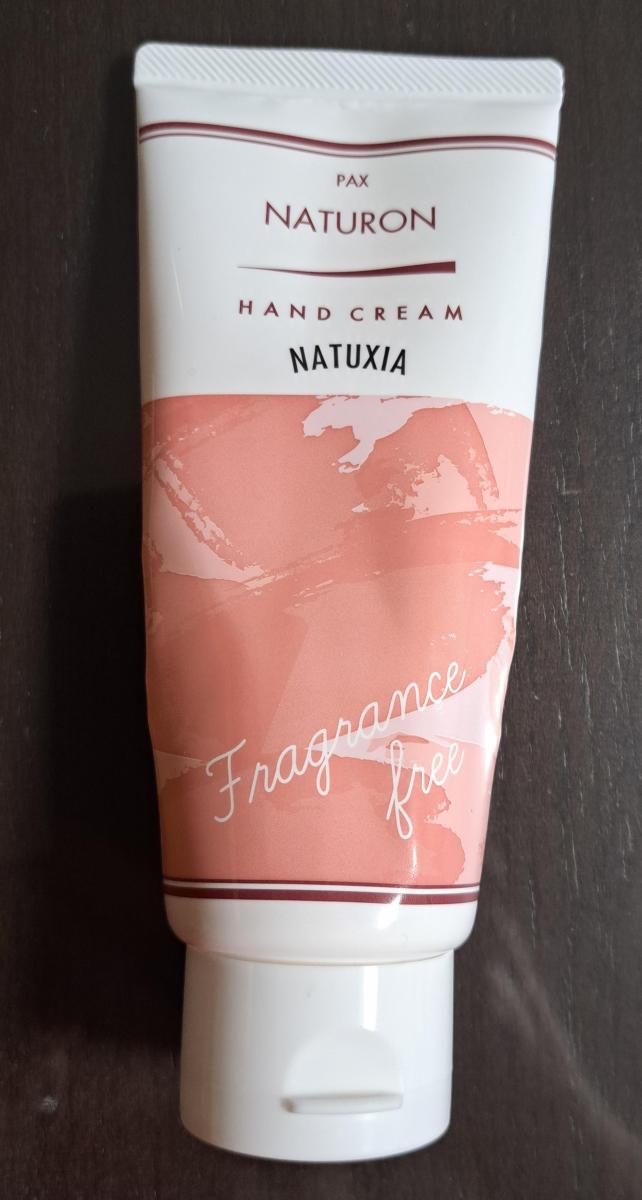 PAX
NATURON
HAND CREAM
NATUXIA
Fragrance
free